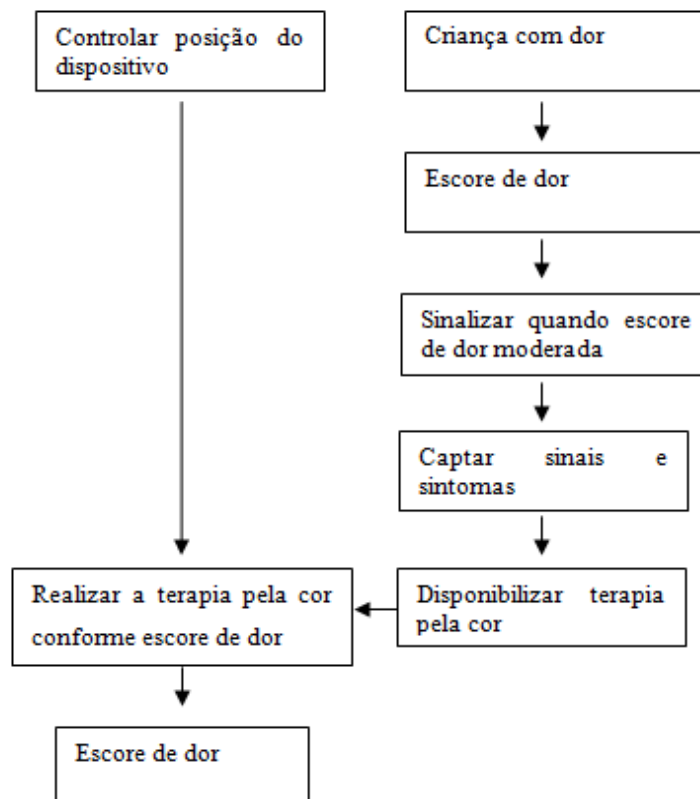 Controlar posição do
dispositivo
Criança com dor
Escore de dor
Sinalizar quando escore
de dor moderada
Captar sinais e
sintomas
Disponibilizar terapia
pela cor
Realizar a terapia pela cor
conforme escore de dor
Escore de dor